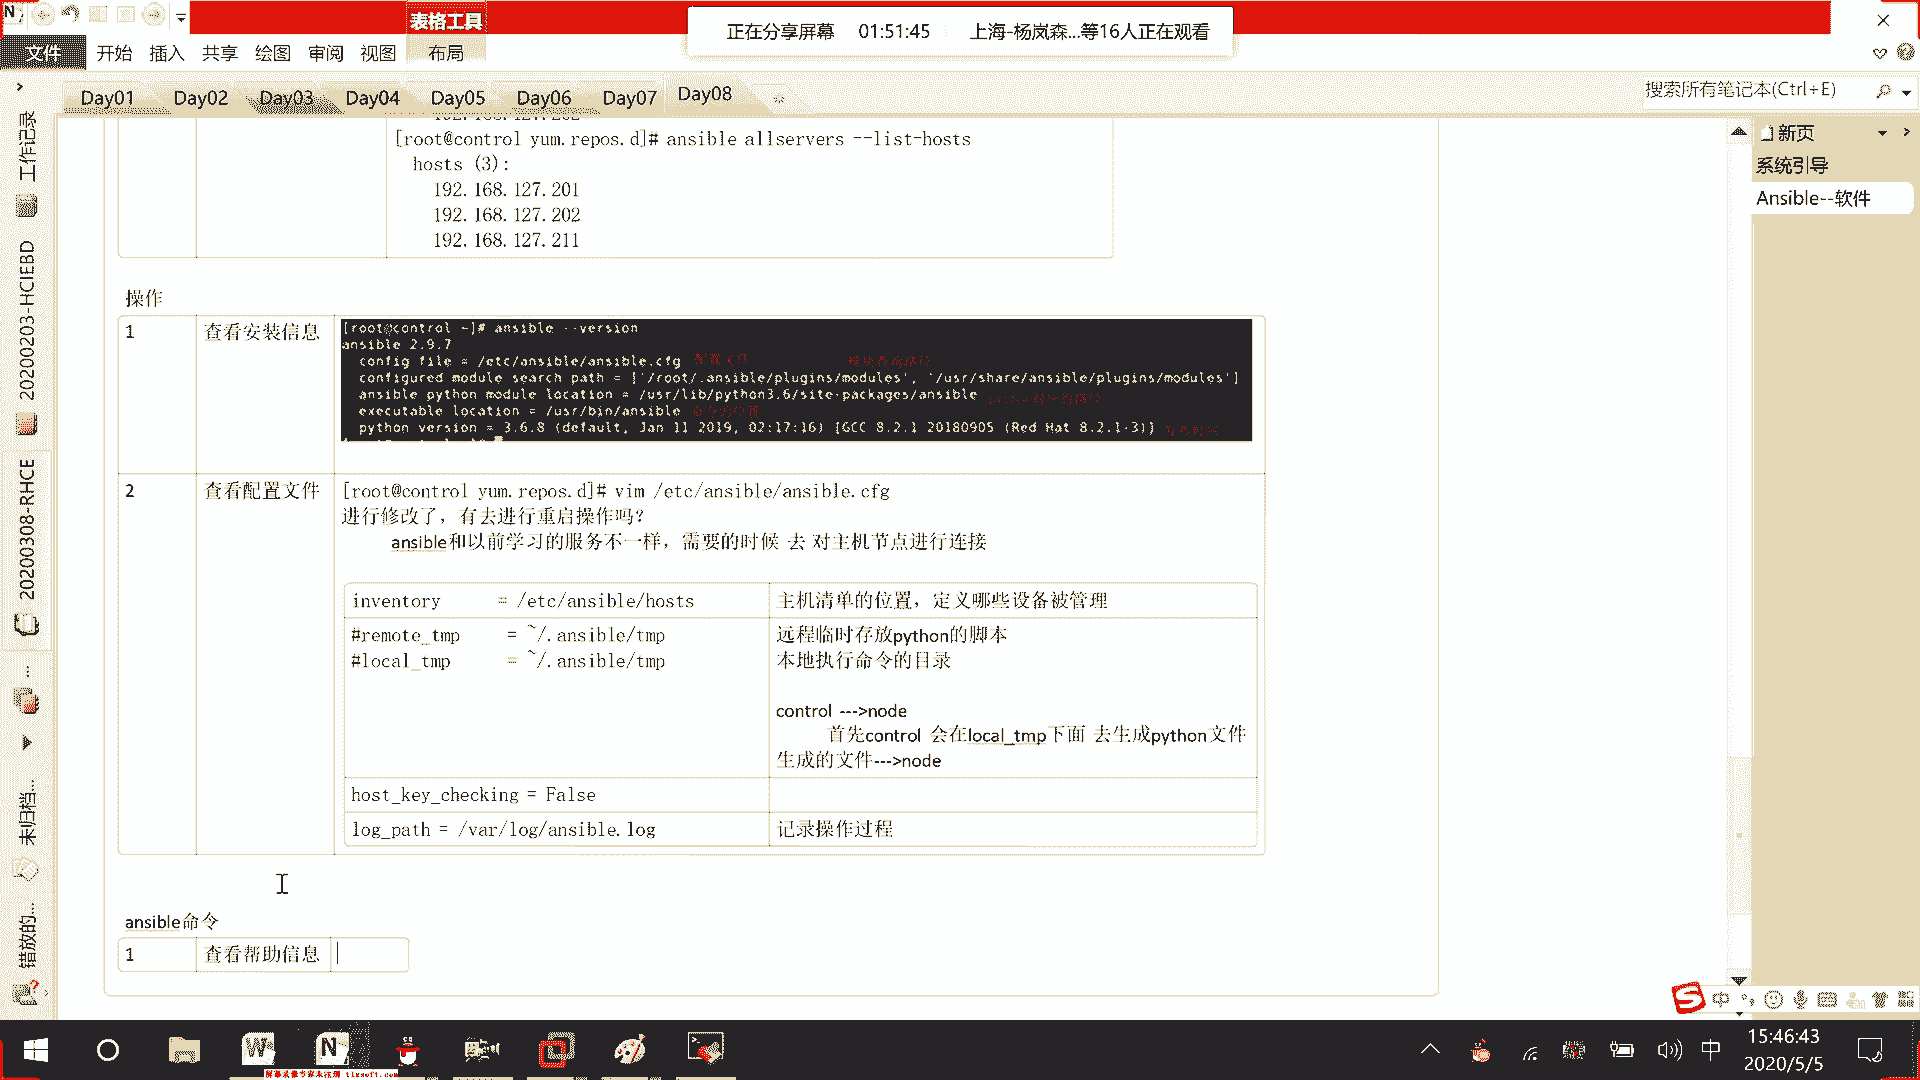 表格工具
正在分享屏幕 01:51:45 上海-杨岚森...等16人正在观看
文件 开始 插入 共享 绘图 审阅 视图 布局
Day01 Day02 Day03 Day04 Day05 Day06 Day07 Day08
搜索所有笔记本(Ctrl+E)
工作记录
20200203-HCIEBD
20200308-RHCE
...
未归档...
错放的...
新页
系统引导
Ansible--软件
[root@control yum.repos.d]# ansible allservers --list-hosts
hosts (3):
192.168.127.201
192.168.127.202
192.168.127.211
操作
1 查看安装信息
[root@control ~]# ansible --version
ansible 2.9.7
config file = /etc/ansible/ansible.cfg
configured module search path = ['/root/.ansible/plugins/modules', '/usr/share/ansible/plugins/modules']
ansible python module location = /usr/lib/python3.6/site-packages/ansible
executable location = /usr/bin/ansible
python version = 3.6.8 (default, Jan 11 2019, 02:17:16) [GCC 8.2.1 20180905 (Red Hat 8.2.1-3)]
2 查看配置文件
[root@control yum.repos.d]# vim /etc/ansible/ansible.cfg
进行修改了，有去进行重启操作吗？
ansible和以前学习的服务不一样，需要的时候 去 对主机节点进行连接
inventory = /etc/ansible/hosts 主机清单的位置，定义哪些设备被管理
#remote_tmp = ~/.ansible/tmp 远程临时存放python的脚本
#local_tmp = ~/.ansible/tmp 本地执行命令的目录
control --->node
首先control 会在local_tmp下面 去生成python文件
生成的文件--->node
host_key_checking = False
log_path = /var/log/ansible.log 记录操作过程
ansible命令
1 查看帮助信息
中
中
15:46:43
2020/5/5